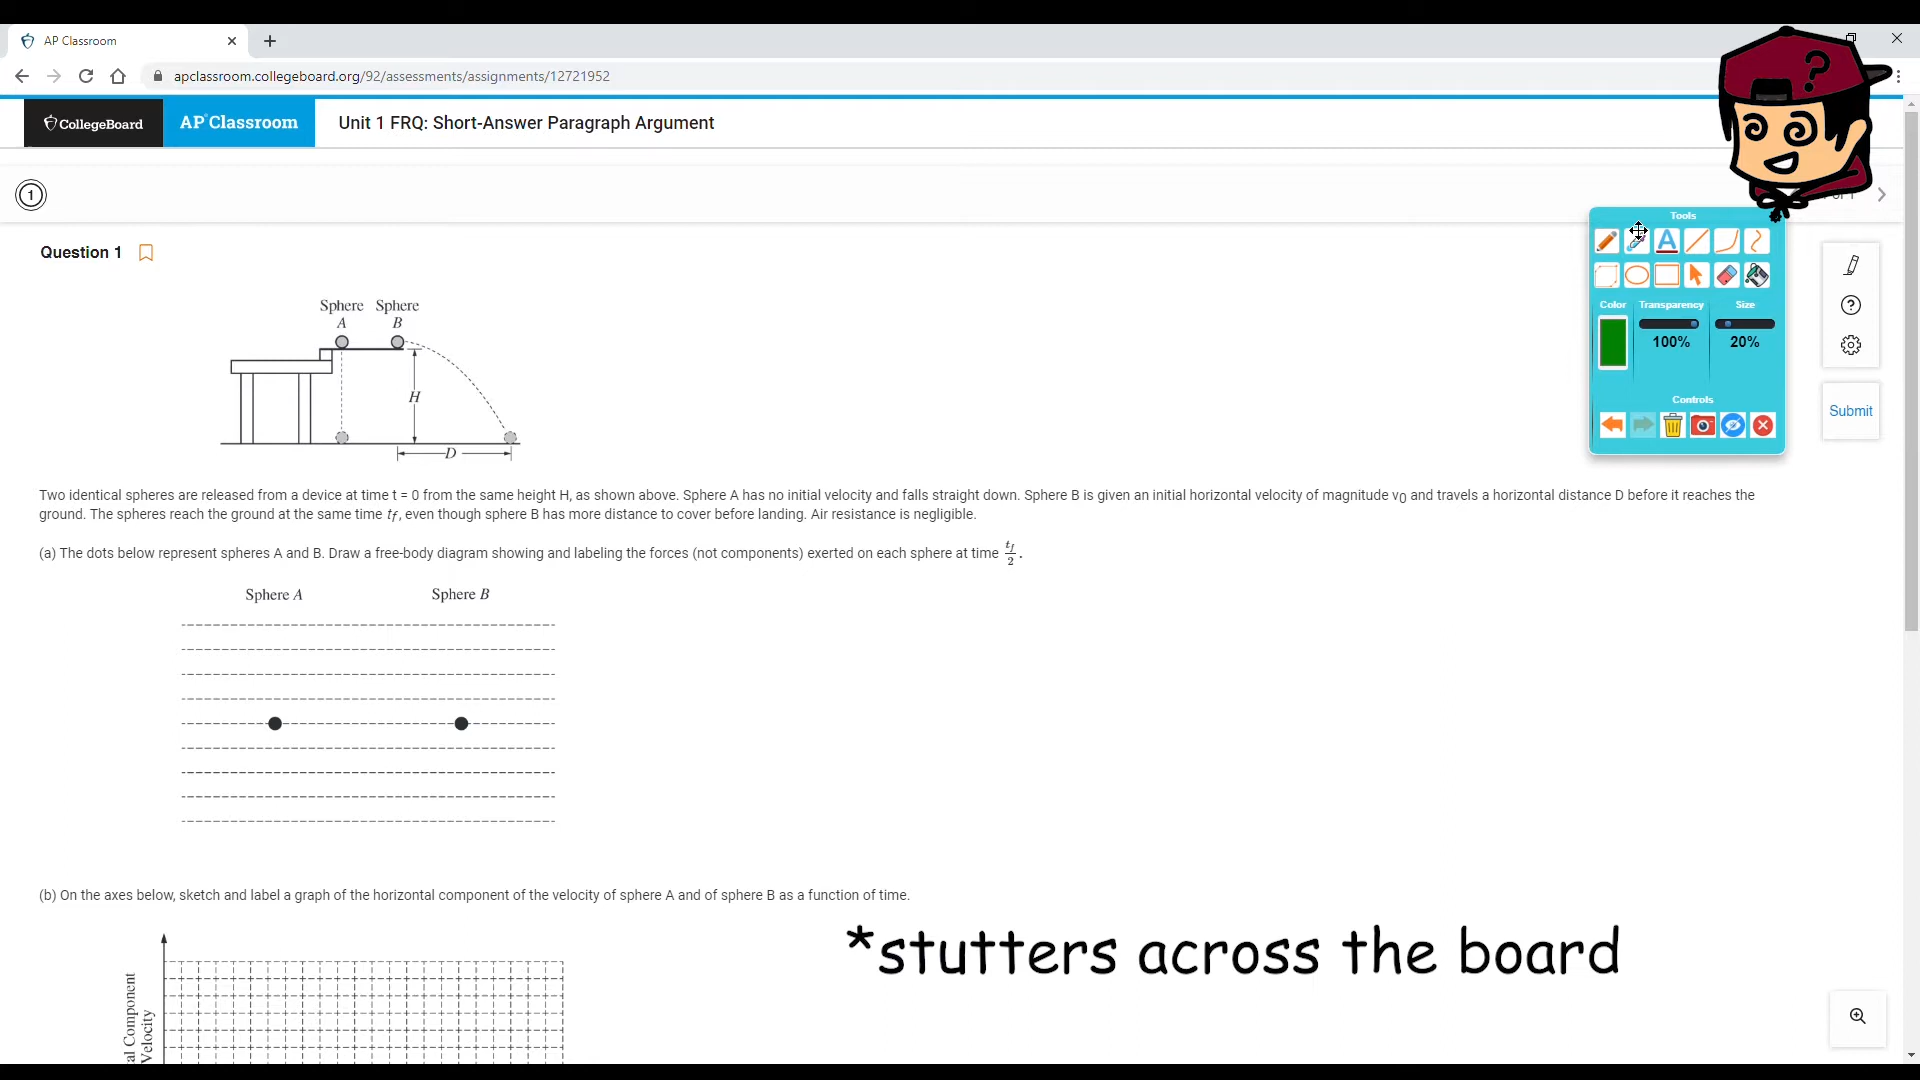 AP Classroom
apclassroom.collegeboard.org/92/assessments/assignments/12721952
CollegeBoard
AP Classroom
Unit 1 FRQ: Short-Answer Paragraph Argument
?
1
Question 1
Tools
A
Color Transparency Size
100% 20%
Controls
Submit
Sphere Sphere
A B
H
D
Two identical spheres are released from a device at time t = 0 from the same height H, as shown above. Sphere A has no initial velocity and falls straight down. Sphere B is given an initial horizontal velocity of magnitude v0 and travels a horizontal distance D before it reaches the
ground. The spheres reach the ground at the same time tf, even though sphere B has more distance to cover before landing. Air resistance is negligible.
(a) The dots below represent spheres A and B. Draw a free-body diagram showing and labeling the forces (not components) exerted on each sphere at time tf/2.
Sphere A Sphere B
(b) On the axes below, sketch and label a graph of the horizontal component of the velocity of sphere A and of sphere B as a function of time.
*stutters across the board
al Component
Velocity